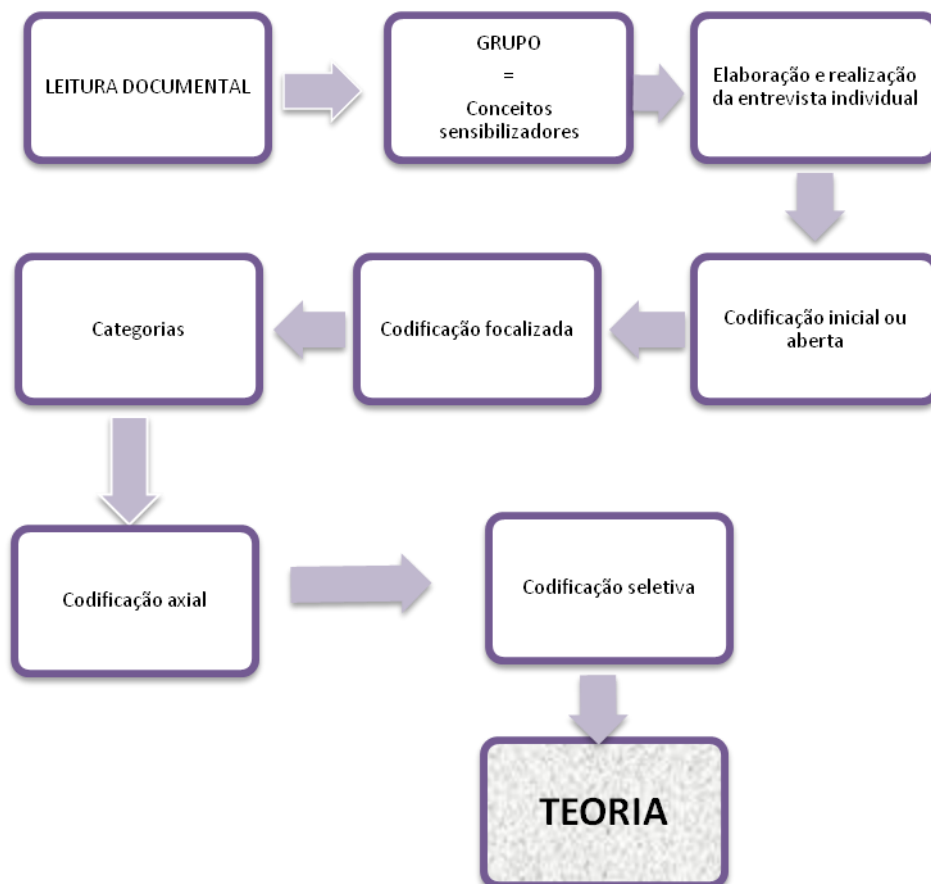 LEITURA DOCUMENTAL
GRUPO
=
Conceitos
sensibilizadores
Elaboração e realização
da entrevista individual
Codificação inicial ou
aberta
Codificação focalizada
Categorias
Codificação axial
Codificação seletiva
TEORIA